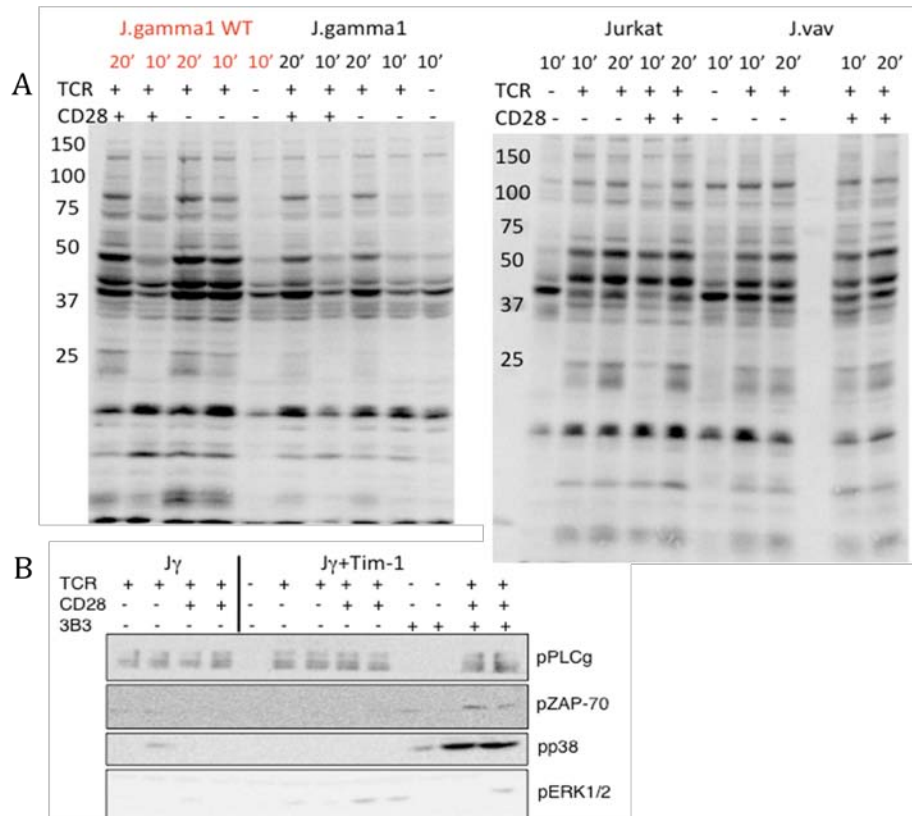 A
J.gamma1 WT J.gamma1
20’ 10’ 20’ 10’ 10’ 20’ 10’ 20’ 10’ 10’
TCR + + + + - + + + + -
CD28 + + - - - + + - - -
150
100
75
50
37
25
Jurkat J.vav
10’ 10’ 20’ 10’ 20’ 10’ 10’ 20’ 10’ 20’
TCR - + + + + - + + + +
CD28 - - - + + - - - + +
150
100
75
50
37
25
B
Jγ Jγ+Tim-1
TCR + + + + - + + + + - - + +
CD28 - - + + - - - + + - - + +
3B3 - - - - - - - - - + + + +
pPLCg
pZAP-70
pp38
pERK1/2